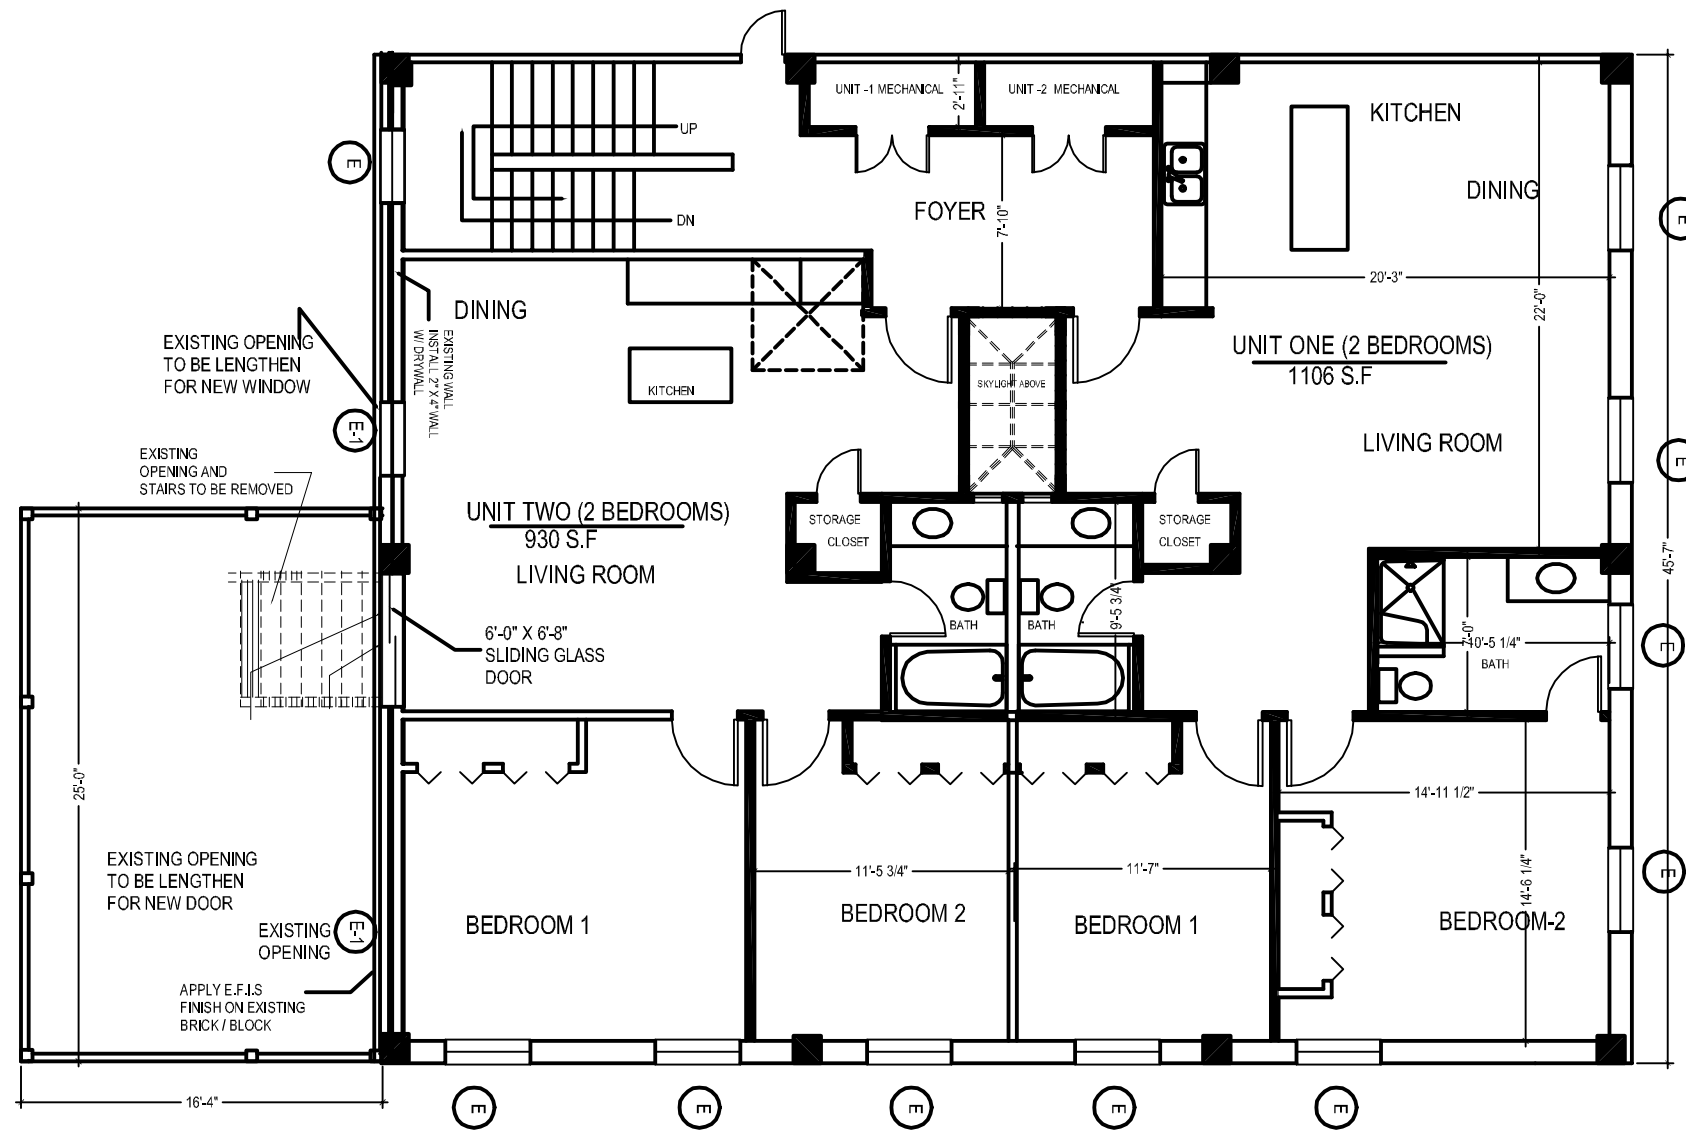 UNIT -1 MECHANICAL
2'-11"
UNIT -2 MECHANICAL
KITCHEN
UP
E
DINING
FOYER
7'-10"
DN
E
20'-3"
22'-0"
DINING
EXISTING WALL
INSTALL 2" X 4" WALL
W/ DRYWALL
EXISTING OPENING
TO BE LENGTHEN
FOR NEW WINDOW
UNIT ONE (2 BEDROOMS)
1106 S.F
KITCHEN
SKYLIGHT ABOVE
E-1
LIVING ROOM
E
EXISTING
OPENING AND
STAIRS TO BE REMOVED
UNIT TWO (2 BEDROOMS)
930 S.F
LIVING ROOM
STORAGE
CLOSET
STORAGE
CLOSET
45'-7"
9'-5 3/4"
BATH
BATH
6'-0" X 6'-8"
SLIDING GLASS
DOOR
7'-0"
10'-5 1/4"
BATH
E
25'-0"
14'-11 1/2"
EXISTING OPENING
TO BE LENGTHEN
FOR NEW DOOR
11'-5 3/4"
11'-7"
14'-6 1/4"
E
EXISTING
OPENING
E-1
BEDROOM 1
BEDROOM 2
BEDROOM 1
BEDROOM-2
APPLY E.F.I.S
FINISH ON EXISTING
BRICK / BLOCK
16'-4"
E
E
E
E
E